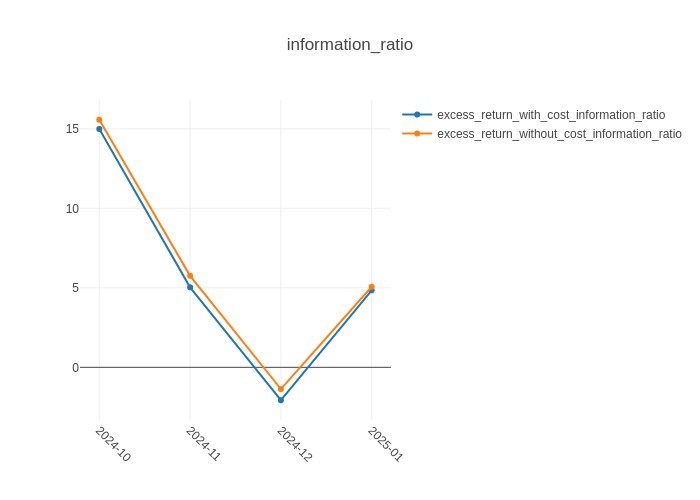 information_ratio
excess_return_with_cost_information_ratio
excess_return_without_cost_information_ratio
15
10
5
0
2024-10
2024-11
2024-12
2025-01